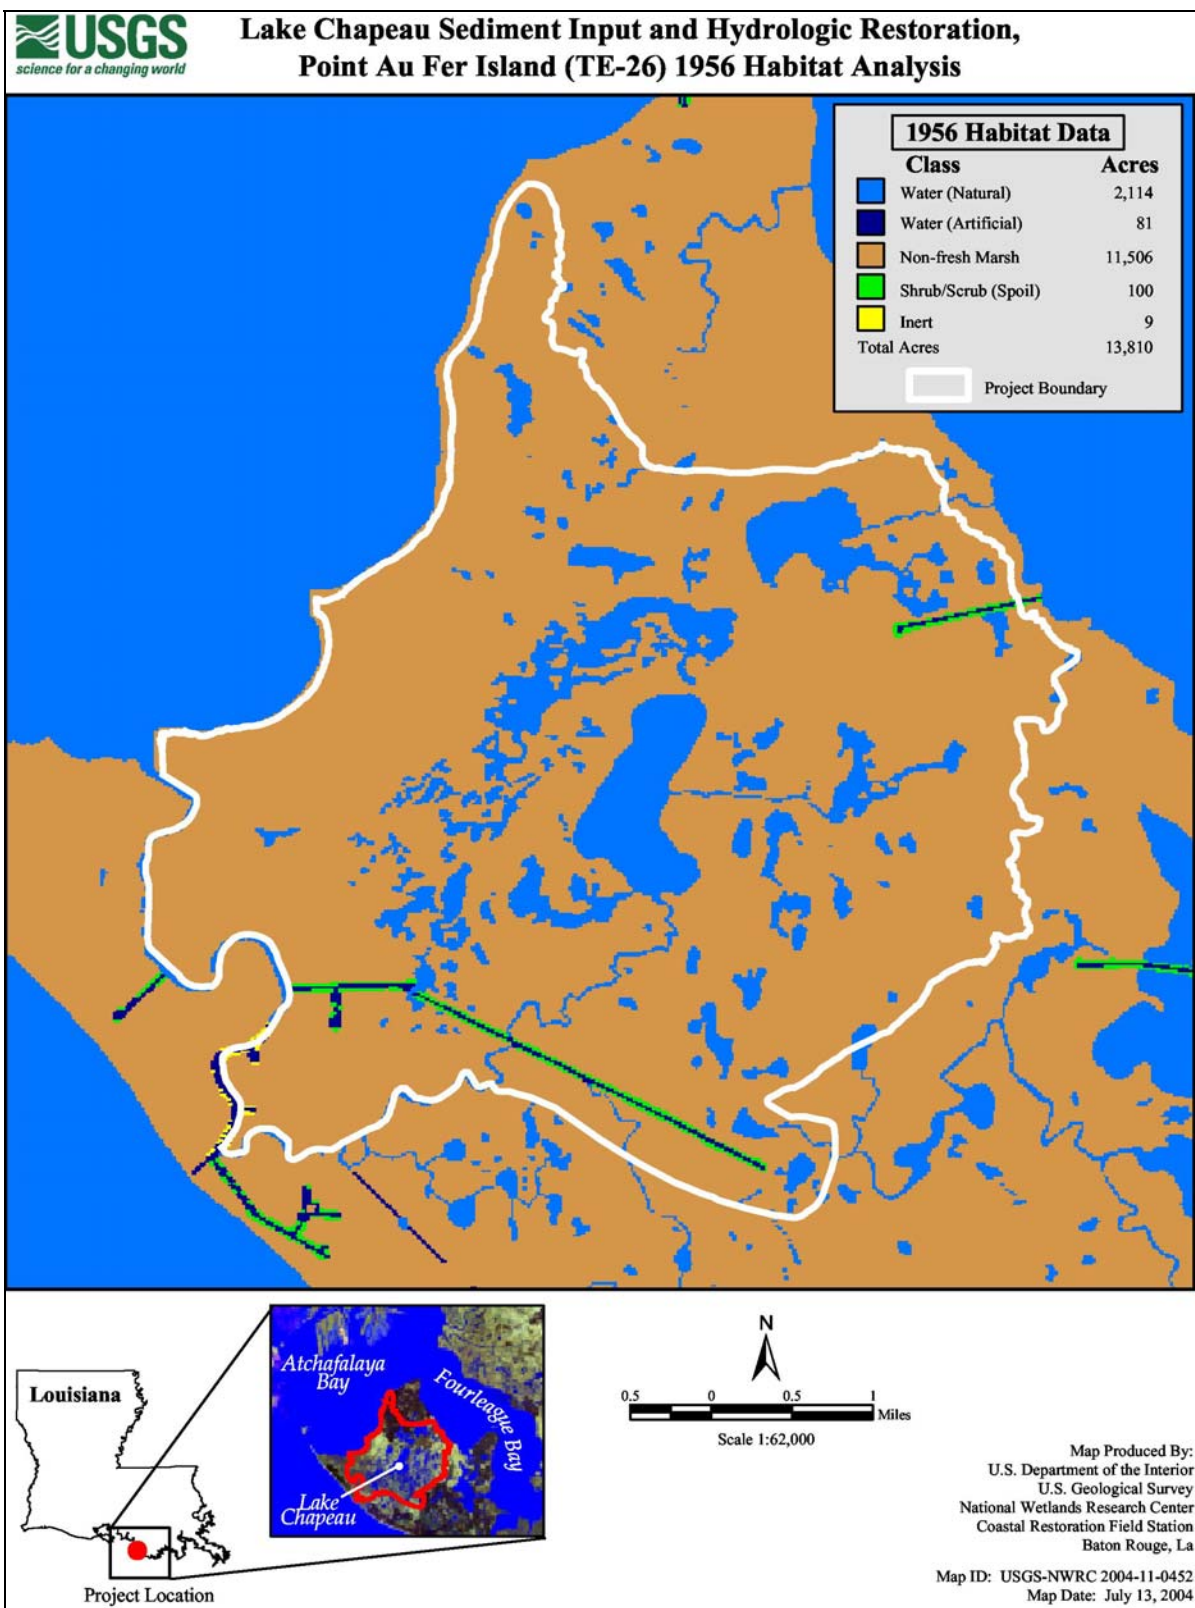 USGS
science for a changing world
Lake Chapeau Sediment Input and Hydrologic Restoration,
Point Au Fer Island (TE-26) 1956 Habitat Analysis
1956 Habitat Data
Class Acres
Water (Natural) 2,114
Water (Artificial) 81
Non-fresh Marsh 11,506
Shrub/Scrub (Spoil) 100
Inert 9
Total Acres 13,810
Project Boundary
Louisiana
Project Location
Atchafalaya
Bay
Fourleague Bay
Lake
Chapeau
N
0.5 0 0.5 1
Miles
Scale 1:62,000
Map Produced By:
U.S. Department of the Interior
U.S. Geological Survey
National Wetlands Research Center
Coastal Restoration Field Station
Baton Rouge, La
Map ID: USGS-NWRC 2004-11-0452
Map Date: July 13, 2004